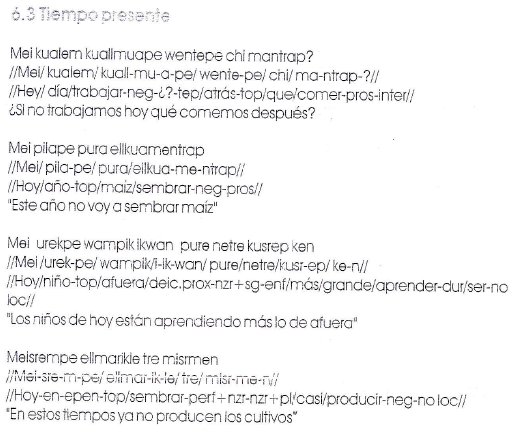 6.3 Tiempo presente
Mei kualem kuallmuape wentepe chi mantrap?
//Mei/ kualem/ kuall-mu-a-pe/ wente-pe/ chi/ ma-ntrap-?//
//Hey/ día/trabajar-neg-¿?-tep/atrás-top/que/comer-pros-inter//
¿Si no trabajamos hoy qué comemos después?
Mei pilape pura ellkuamentrap
//Mei/ pila-pe/ pura/ellkua-me-ntrap//
//Hoy/año-top/maíz/sembrar-neg-pros//
"Este año no voy a sembrar maíz"
Mei urekpe wampik ikwan pure netre kusrep ken
//Mei /urek-pe/ wampik/i-ik-wan/ pure/netre/kusr-ep/ ke-n//
//Hoy/niño-top/afuera/deic.prox-nzr+sg-enf/más/grande/aprender-dur/ser-no
loc//
"Los niños de hoy están aprendiendo más lo de afuera"
Meisrempe ellmarikle tre misrmen
//Mei-sre-m-pe/ ellmar-ik-le/ tre/ misr-me-n//
//Hoy-en-epen-top/sembrar-perf+nzr-nzr+pl/casi/producir-neg-no loc//
"En estos tiempos ya no producen los cultivos"